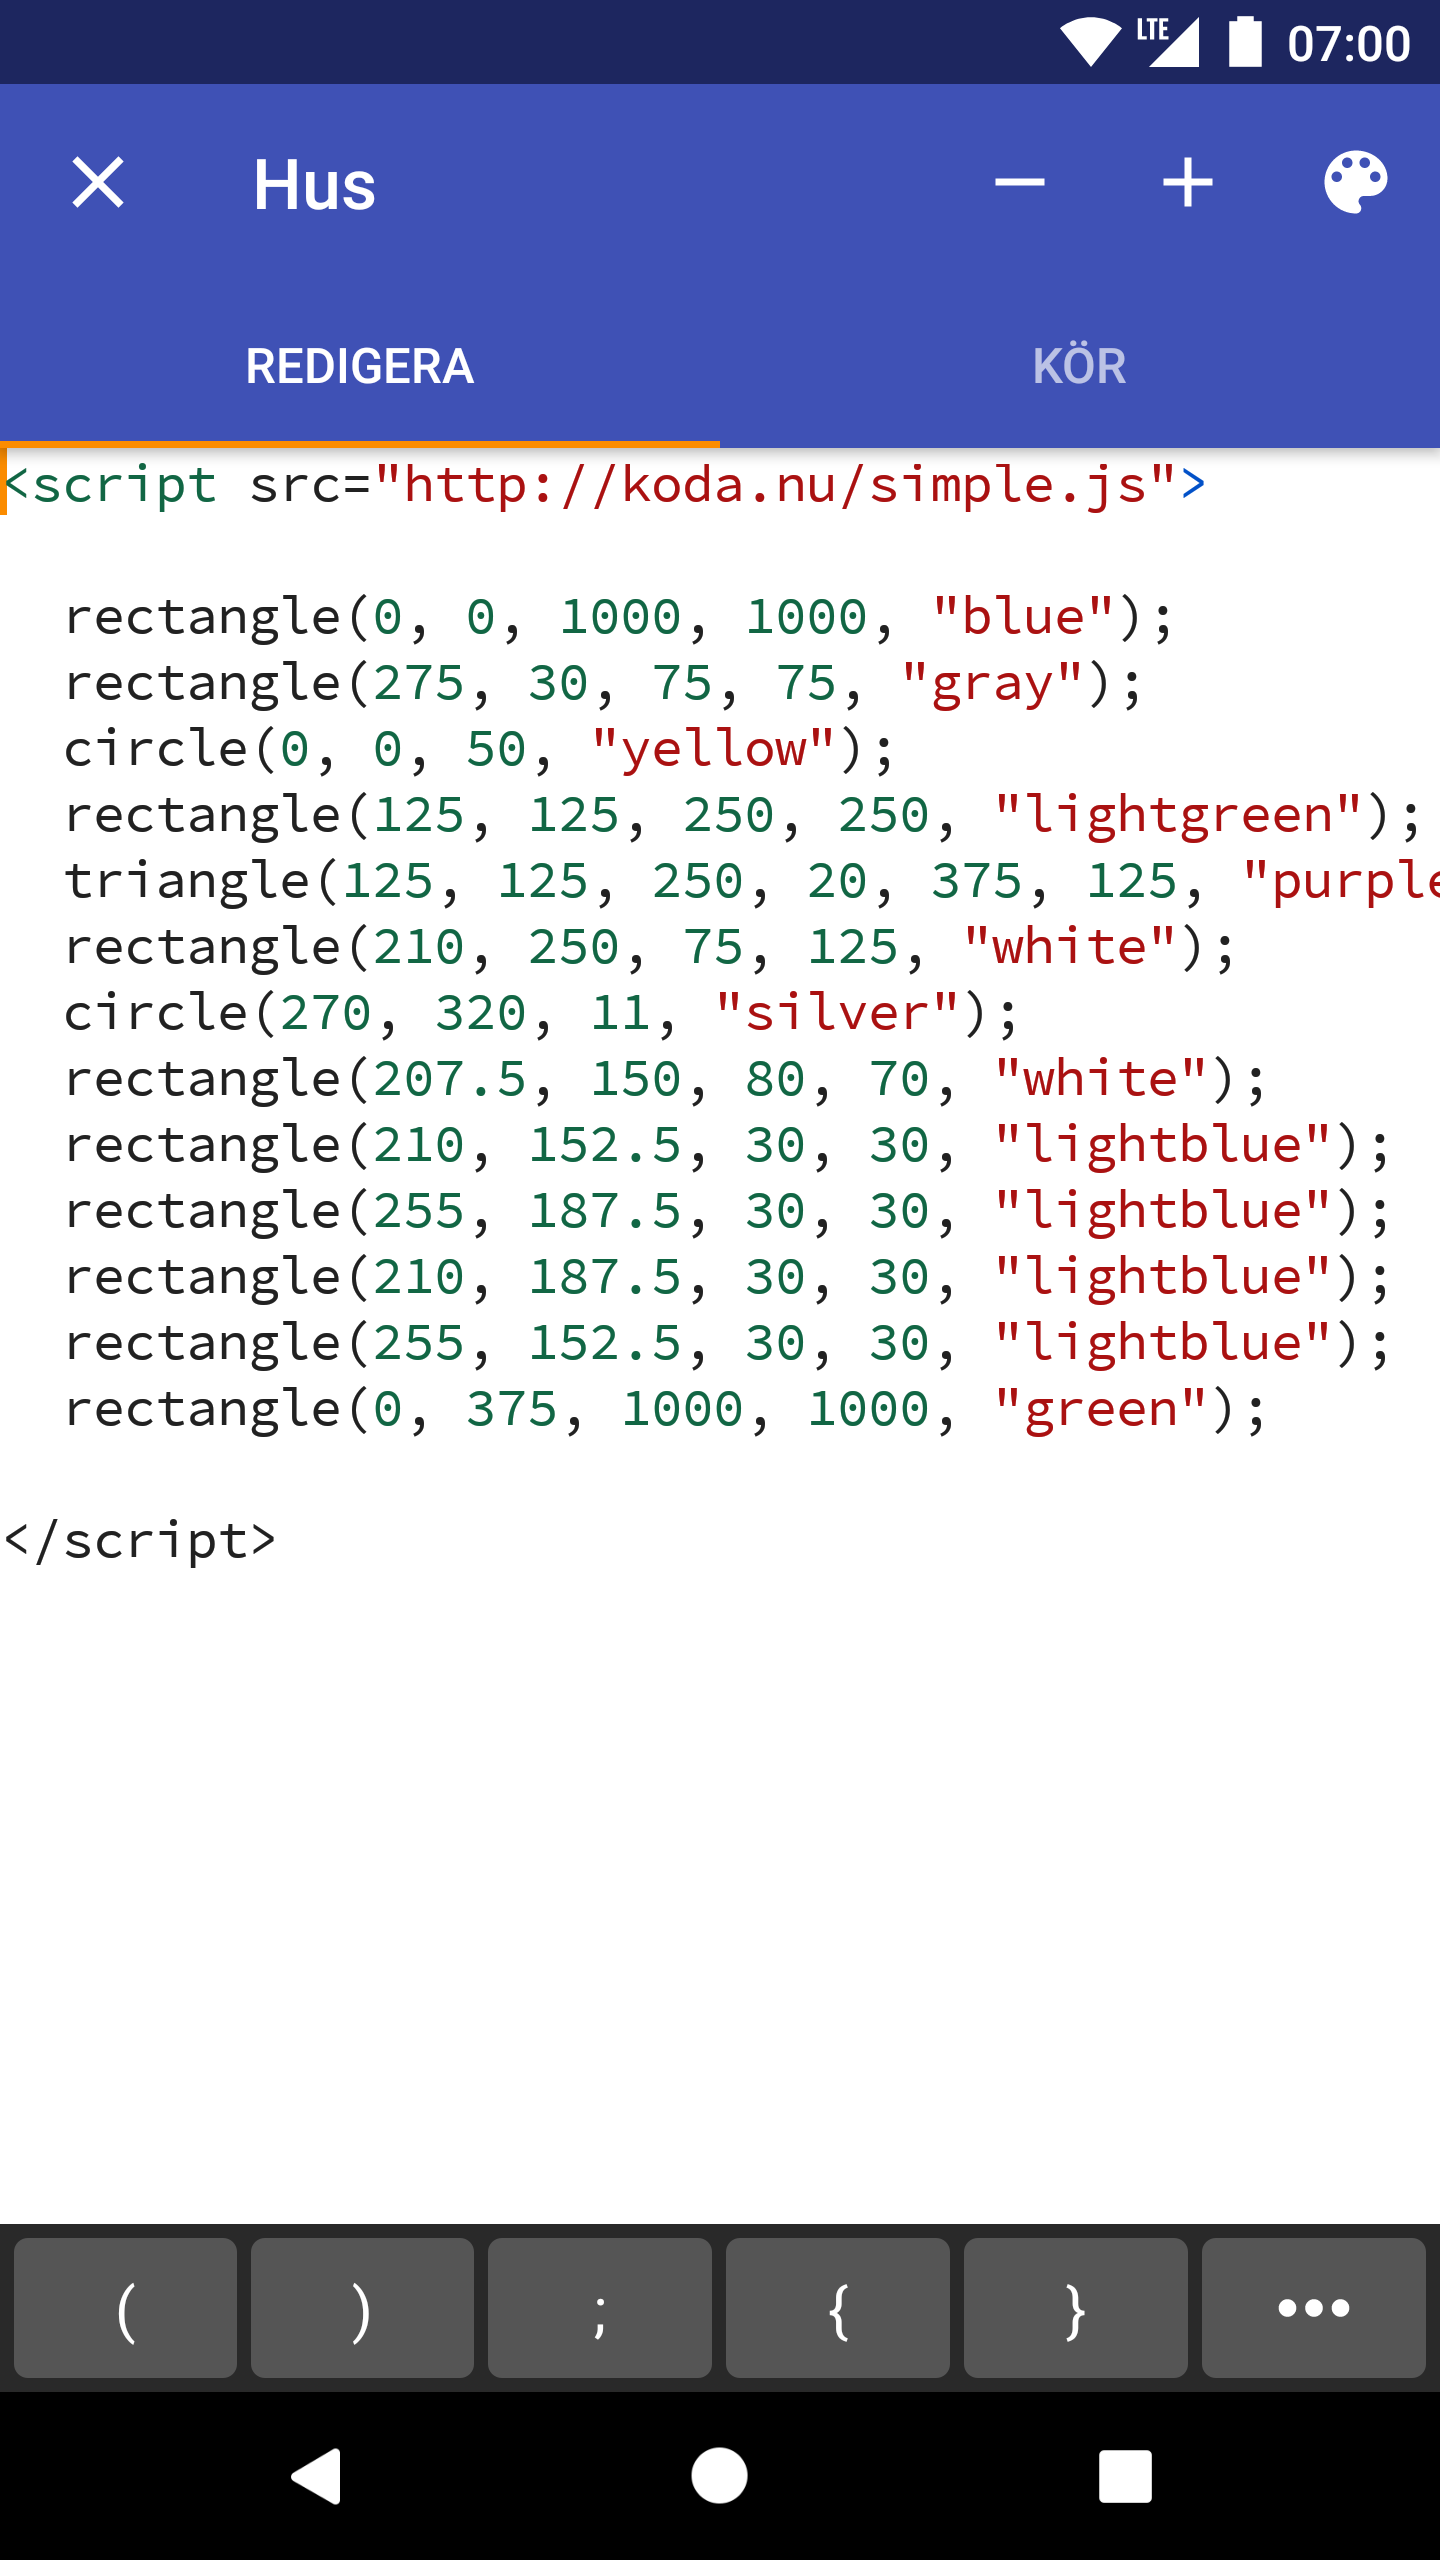 LTE 07:00
Hus
REDIGERA KÖR
<script src="http://koda.nu/simple.js">
rectangle(0, 0, 1000, 1000, "blue");
rectangle(275, 30, 75, 75, "gray");
circle(0, 0, 50, "yellow");
rectangle(125, 125, 250, 250, "lightgreen");
triangle(125, 125, 250, 20, 375, 125, "purple
rectangle(210, 250, 75, 125, "white");
circle(270, 320, 11, "silver");
rectangle(207.5, 150, 80, 70, "white");
rectangle(210, 152.5, 30, 30, "lightblue");
rectangle(255, 187.5, 30, 30, "lightblue");
rectangle(210, 187.5, 30, 30, "lightblue");
rectangle(255, 152.5, 30, 30, "lightblue");
rectangle(0, 375, 1000, 1000, "green");
</script>
( ) ; { } •••